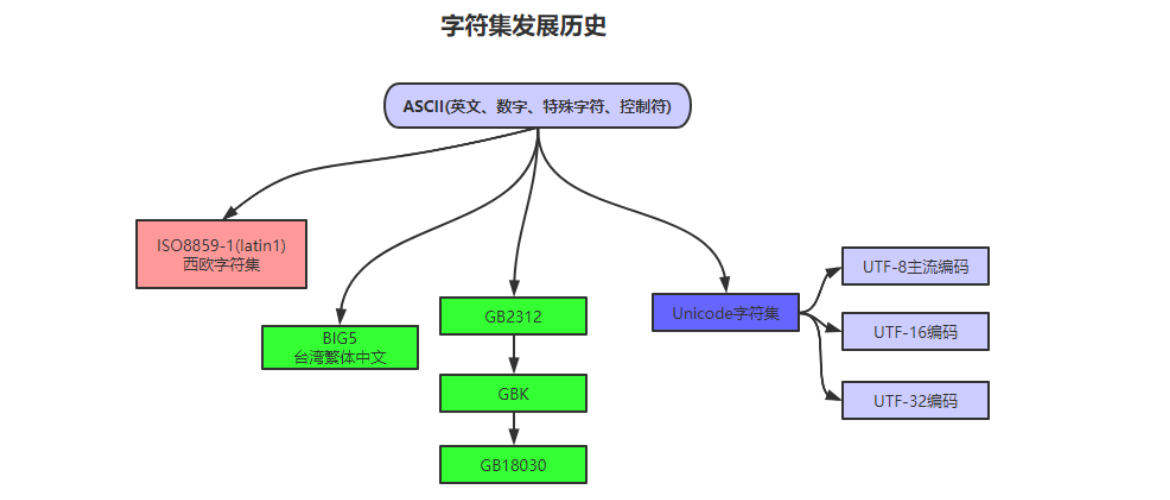 字符集发展历史
ASCII(英文、数字、特殊字符、控制符)
ISO8859-1(latin1)
西欧字符集
BIG5
台湾繁体中文
GB2312
GBK
GB18030
Unicode字符集
UTF-8主流编码
UTF-16编码
UTF-32编码